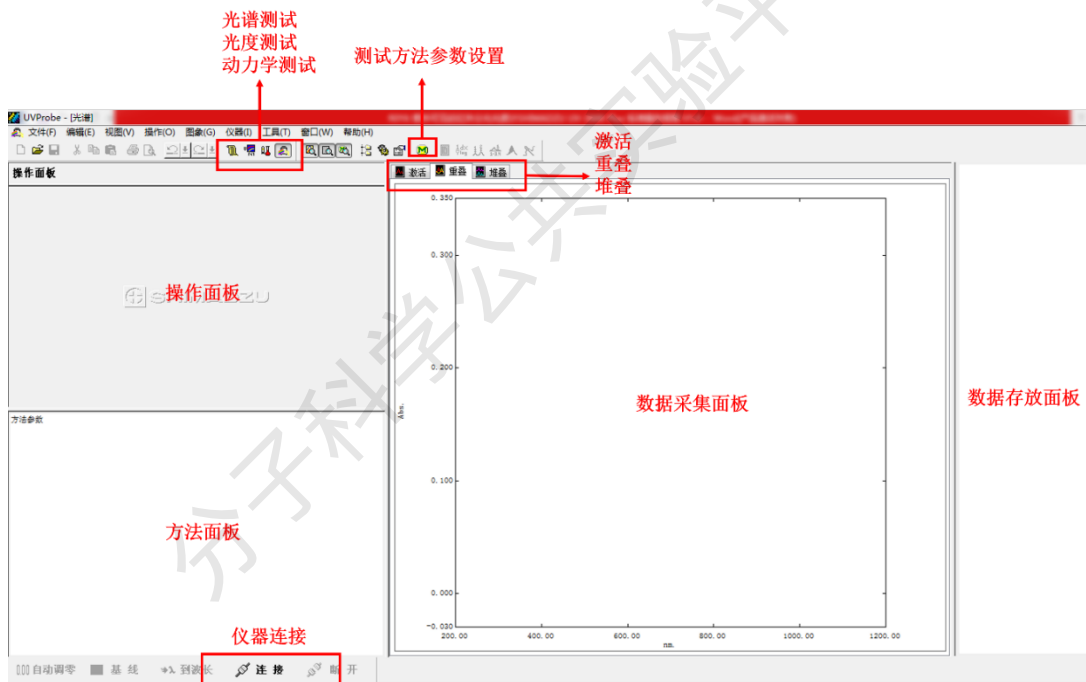 光谱测试
光度测试
动力学测试
测试方法参数设置
UVProbe - [光谱]
文件(F) 编辑(E) 视图(V) 操作(O) 图象(G) 仪器(I) 工具(T) 窗口(W) 帮助(H)
激活
重叠
堆叠
操作面板
激活 重叠 堆叠
0.350
0.300
0.200
0.100
0.000
-0.030
Abs.
200.00 400.00 600.00 800.00 1000.00 1200.00
nm.
操作面板
SHIMADZU
数据采集面板
数据存放面板
方法参数
方法面板
仪器连接
自动调零 基线 到波长 连接 断开
分子科学公共实验平